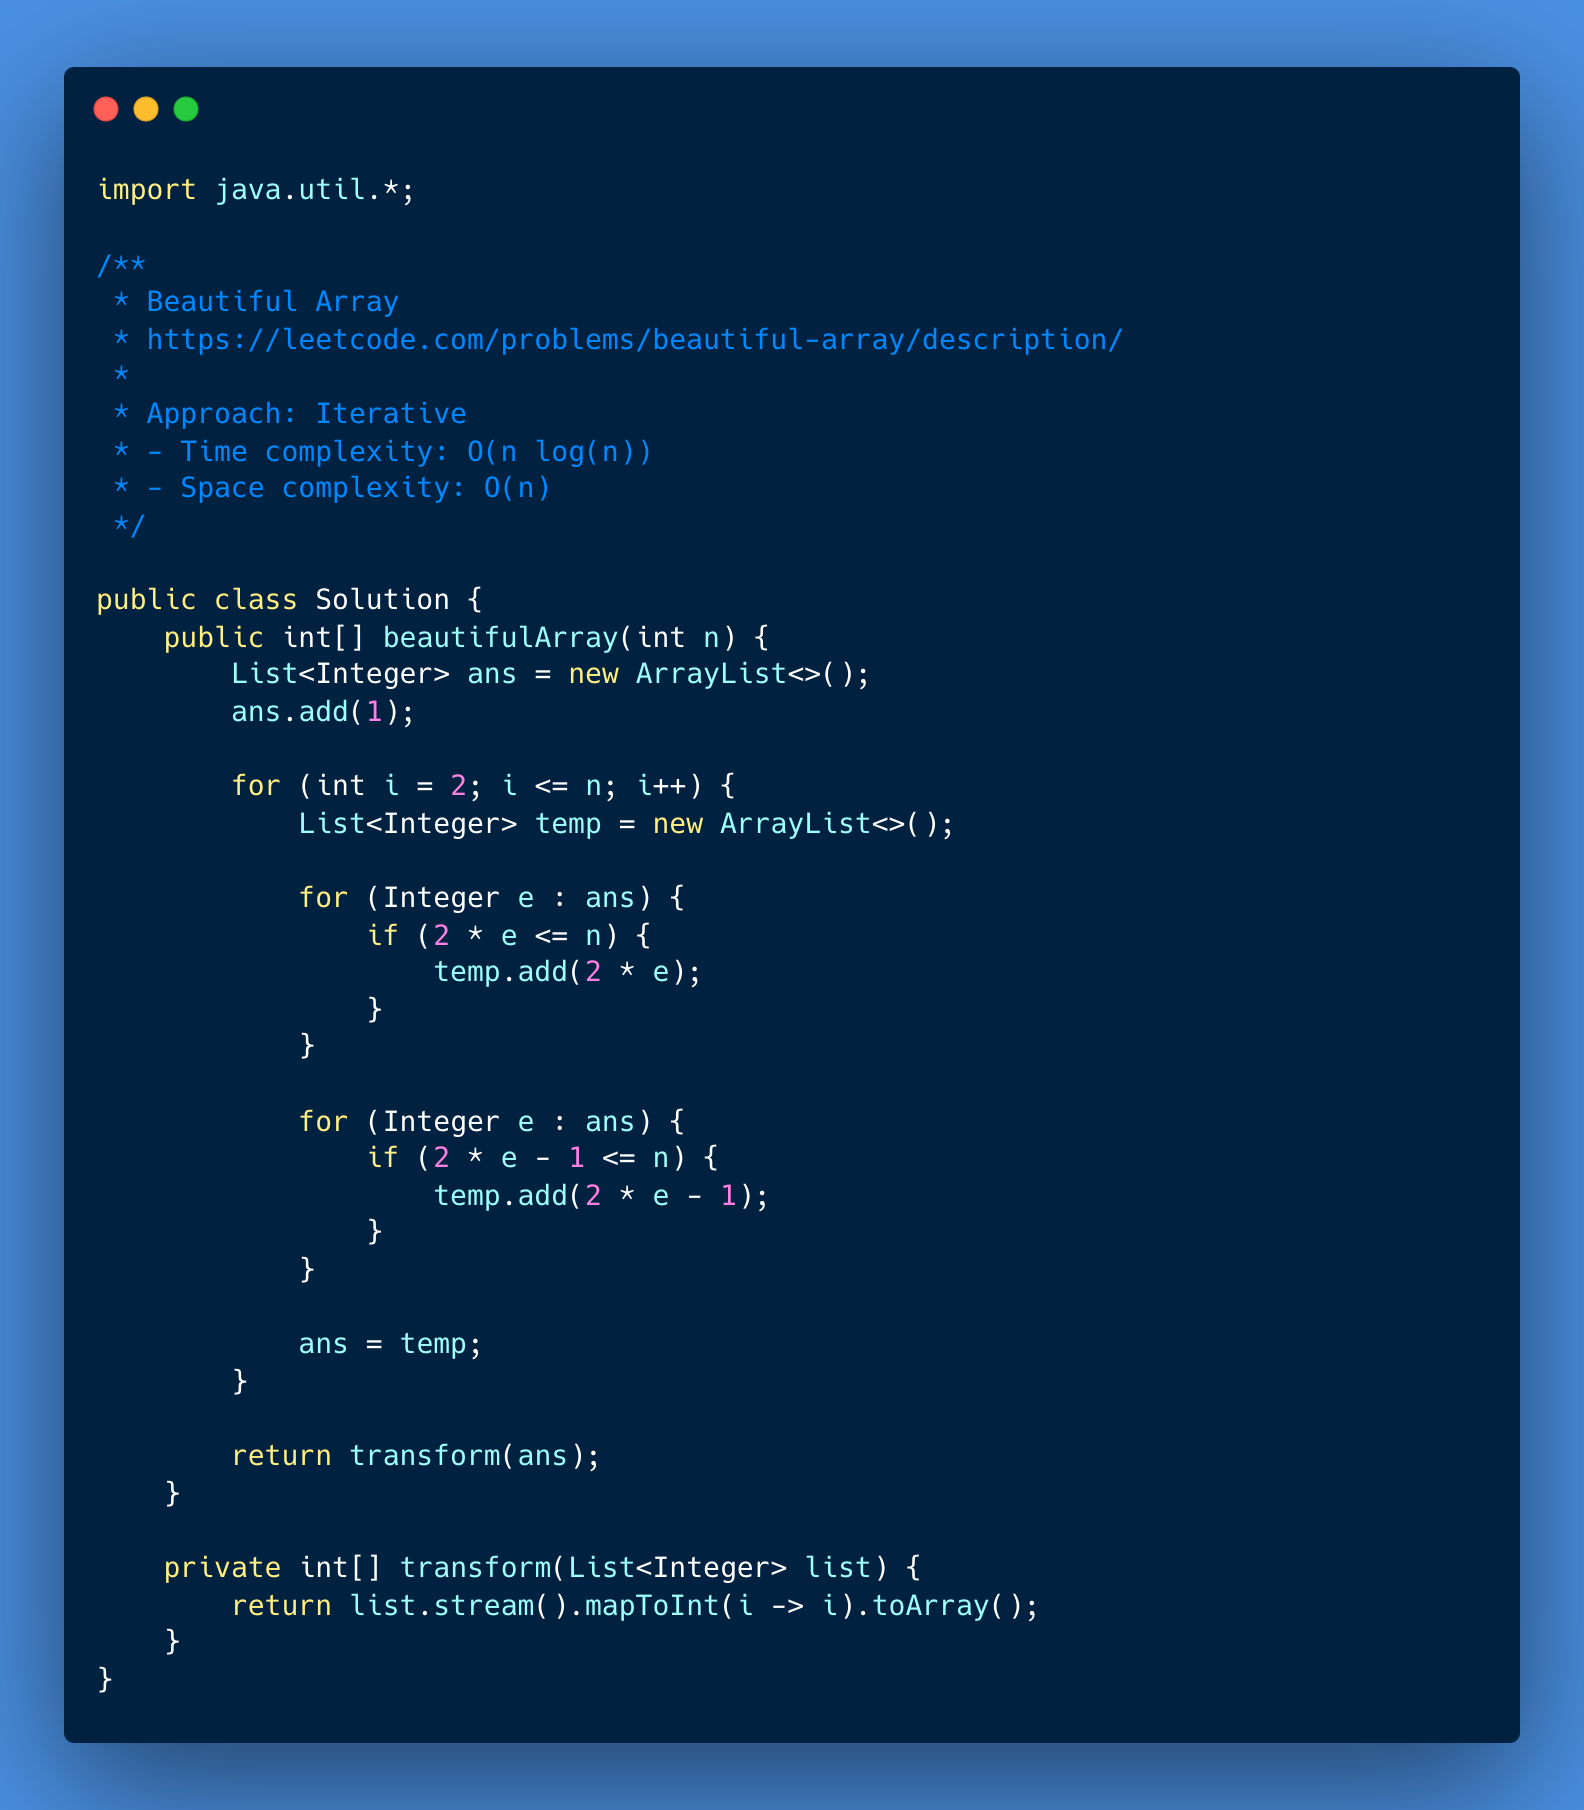 import java.util.*;

/**
 * Beautiful Array
 * https://leetcode.com/problems/beautiful-array/description/
 *
 * Approach: Iterative
 * - Time complexity: O(n log(n))
 * - Space complexity: O(n)
 */

public class Solution {
    public int[] beautifulArray(int n) {
        List<Integer> ans = new ArrayList<>();
        ans.add(1);

        for (int i = 2; i <= n; i++) {
            List<Integer> temp = new ArrayList<>();

            for (Integer e : ans) {
                if (2 * e <= n) {
                    temp.add(2 * e);
                }
            }

            for (Integer e : ans) {
                if (2 * e - 1 <= n) {
                    temp.add(2 * e - 1);
                }
            }

            ans = temp;
        }

        return transform(ans);
    }

    private int[] transform(List<Integer> list) {
        return list.stream().mapToInt(i -> i).toArray();
    }
}